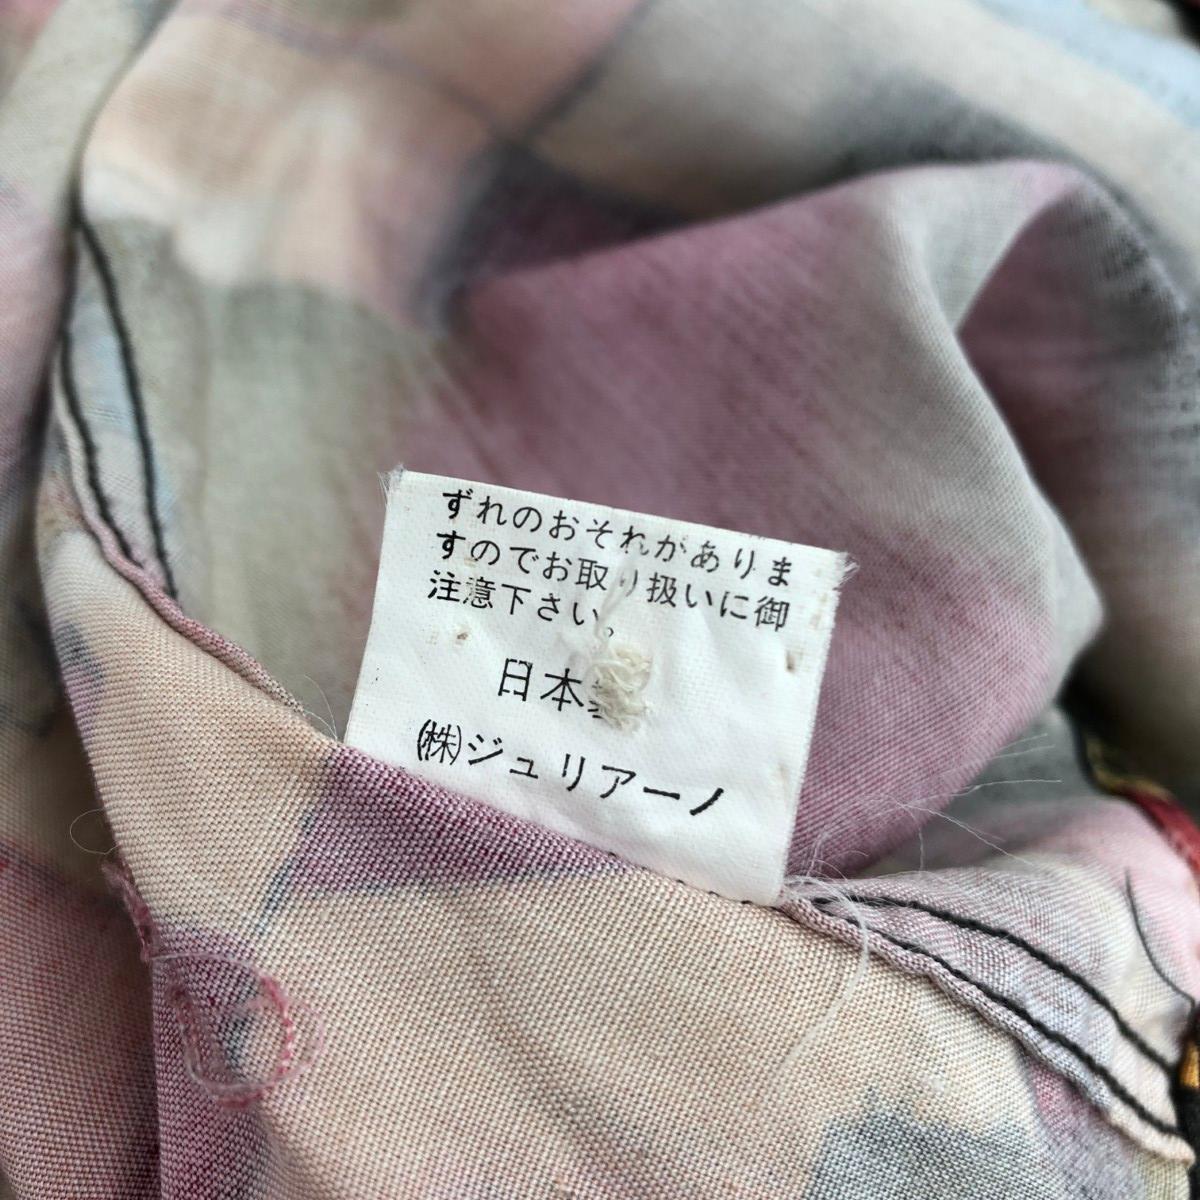 ずれのおそれがありま
すのでお取り扱いに御
注意下さい。
日本
㈱ジュリアーノ